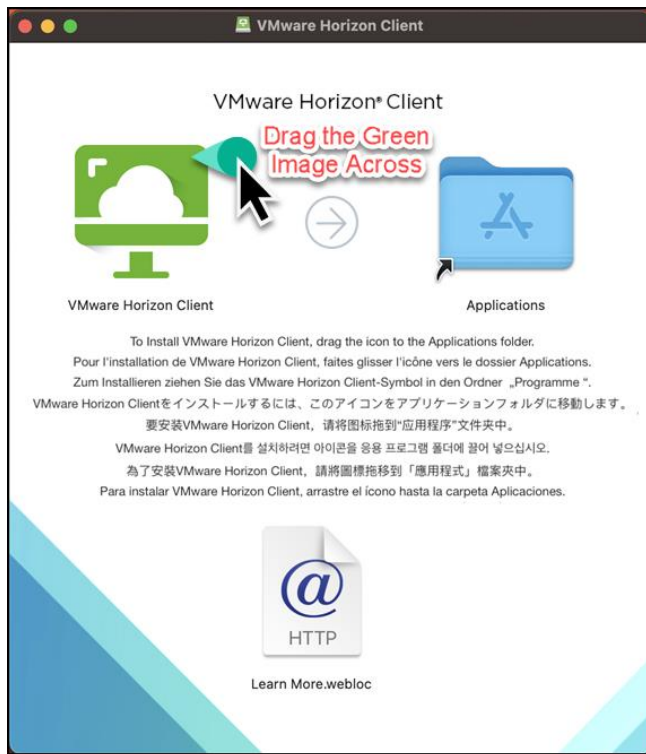 VMware Horizon Client
VMware Horizon® Client
Drag the Green
Image Across
VMware Horizon Client
Applications
To Install VMware Horizon Client, drag the icon to the Applications folder.
Pour l'installation de VMware Horizon Client, faites glisser l'icône vers le dossier Applications.
Zum Installieren ziehen Sie das VMware Horizon Client-Symbol in den Ordner „Programme “.
VMware Horizon Clientをインストールするには、このアイコンをアプリケーションフォルダに移動します。
要安装VMware Horizon Client，请将图标拖到“应用程序”文件夹中。
VMware Horizon Client를 설치하려면 아이콘을 응용 프로그램 폴더에 끌어 넣으십시오.
為了安裝VMware Horizon Client，請將圖標拖移到「應用程式」檔案夾中。
Para instalar VMware Horizon Client, arrastre el ícono hasta la carpeta Aplicaciones.
@
HTTP
Learn More.webloc